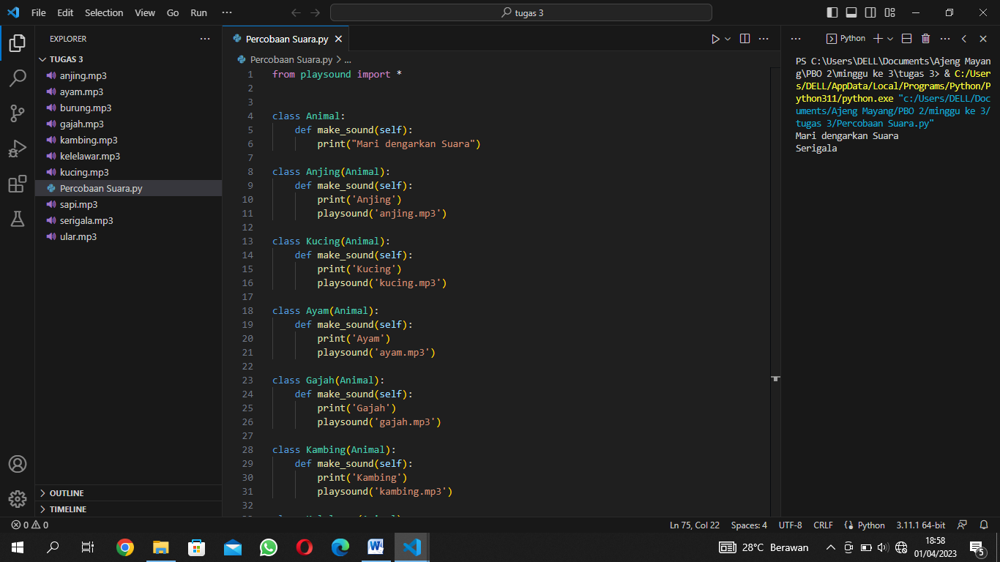 File Edit Selection View Go Run ···
tugas 3
EXPLORER ···
TUGAS 3
anjing.mp3
ayam.mp3
burung.mp3
gajah.mp3
kambing.mp3
kelelawar.mp3
kucing.mp3
Percobaan Suara.py
sapi.mp3
serigala.mp3
ular.mp3
OUTLINE
TIMELINE
Percobaan Suara.py
Percobaan Suara.py > ...
1 from playsound import *
2
3
4 class Animal:
5     def make_sound(self):
6         print("Mari dengarkan Suara")
7
8 class Anjing(Animal):
9     def make_sound(self):
10         print('Anjing')
11         playsound('anjing.mp3')
12
13 class Kucing(Animal):
14     def make_sound(self):
15         print('Kucing')
16         playsound('kucing.mp3')
17
18 class Ayam(Animal):
19     def make_sound(self):
20         print('Ayam')
21         playsound('ayam.mp3')
22
23 class Gajah(Animal):
24     def make_sound(self):
25         print('Gajah')
26         playsound('gajah.mp3')
27
28 class Kambing(Animal):
29     def make_sound(self):
30         print('Kambing')
31         playsound('kambing.mp3')
32
Python
PS C:\Users\DELL\Documents\Ajeng Mayan
g\PBO 2\minggu ke 3\tugas 3> & C:/User
s/DELL/AppData/Local/Programs/Python/P
ython311/python.exe "c:/Users/DELL/Doc
uments/Ajeng Mayang/PBO 2/minggu ke 3/
tugas 3/Percobaan Suara.py"
Mari dengarkan Suara
Serigala
0 0
Ln 75, Col 22 Spaces: 4 UTF-8 CRLF Python 3.11.1 64-bit
28°C Berawan
18:58
01/04/2023
5